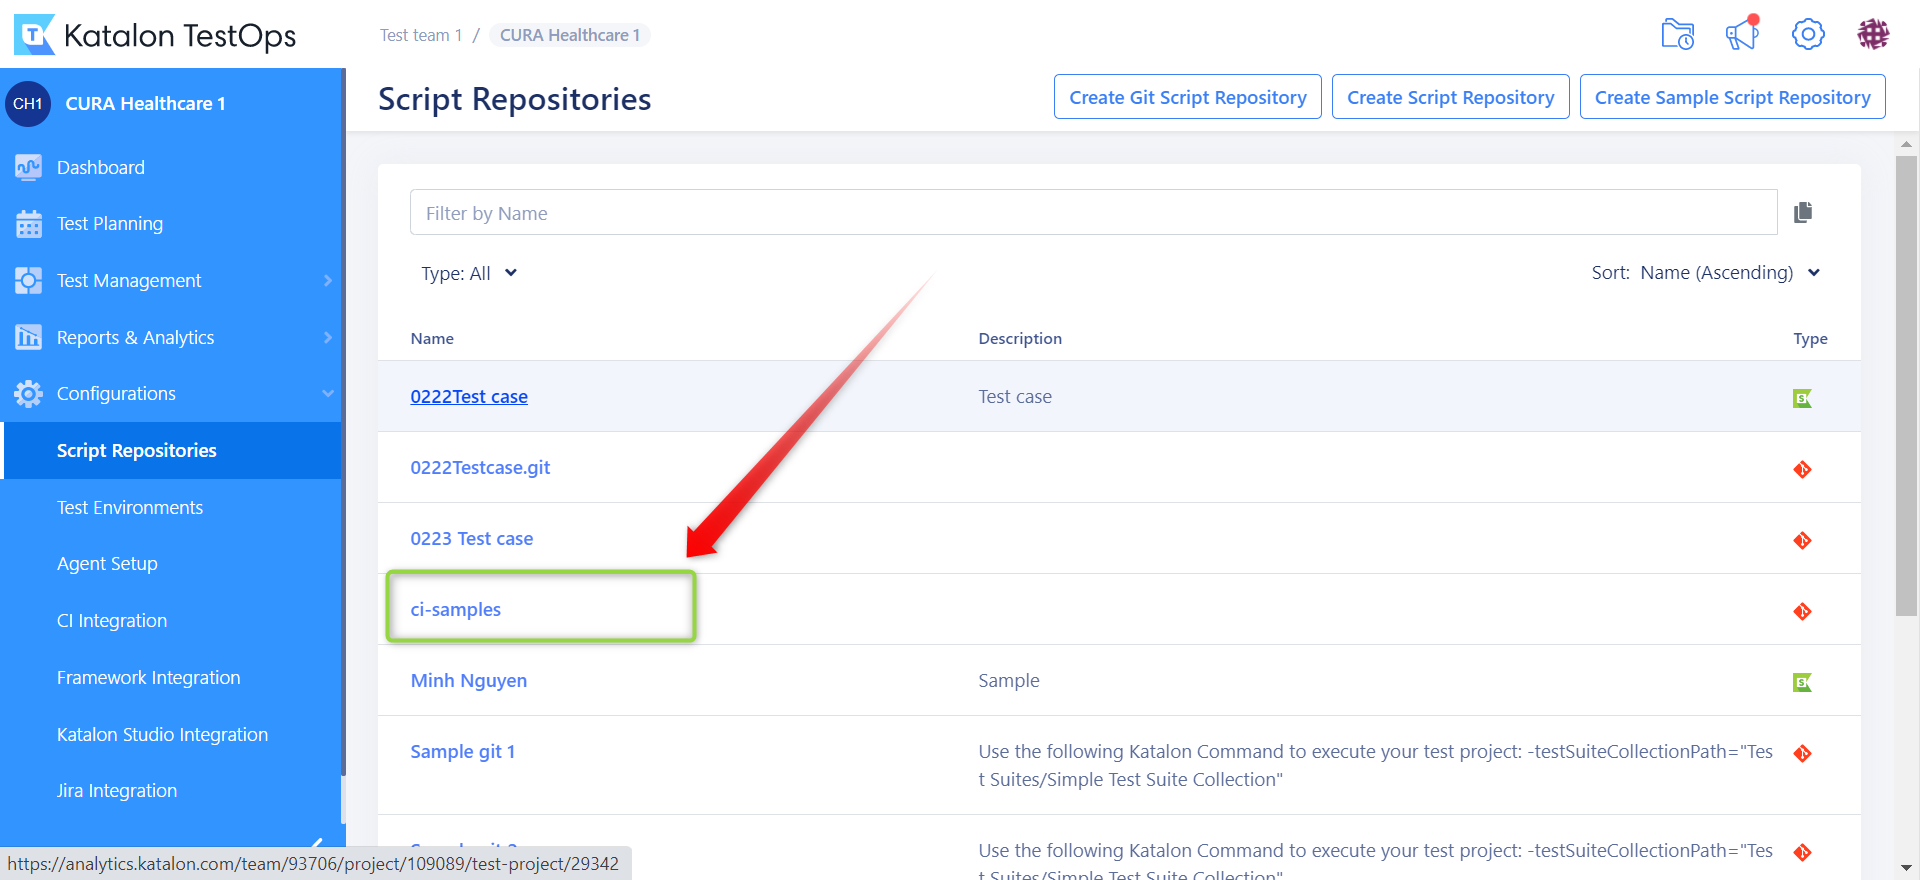 Katalon TestOps
Test team 1 / CURA Healthcare 1
CH1 CURA Healthcare 1
Dashboard
Test Planning
Test Management
Reports & Analytics
Configurations
Script Repositories
Test Environments
Agent Setup
CI Integration
Framework Integration
Katalon Studio Integration
Jira Integration
Script Repositories
Create Git Script Repository
Create Script Repository
Create Sample Script Repository
Filter by Name
Type: All
Sort: Name (Ascending)
Name Description Type
0222Test case Test case
0222Testcase.git
0223 Test case
ci-samples
Minh Nguyen Sample
Sample git 1 Use the following Katalon Command to execute your test project: -testSuiteCollectionPath="Tes
t Suites/Simple Test Suite Collection"
Use the following Katalon Command to execute your test project: -testSuiteCollectionPath="Tes
t Suites/Simple Test Suite Collection"
https://analytics.katalon.com/team/93706/project/109089/test-project/29342